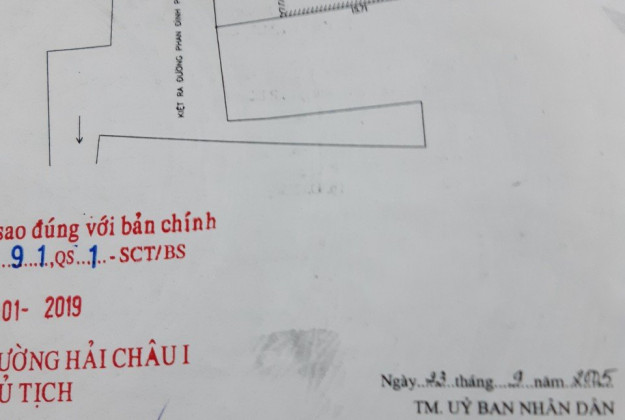 KIỆT RA ĐƯỜNG PHAN ĐÌNH P
sao đúng với bản chính
...9.1.,QS...1..- SCT/BS
01- 2019
ƯỜNG HẢI CHÂU I
Ủ TỊCH
Ngày..23..tháng...9..năm..2005
TM. UỶ BAN NHÂN DÂN